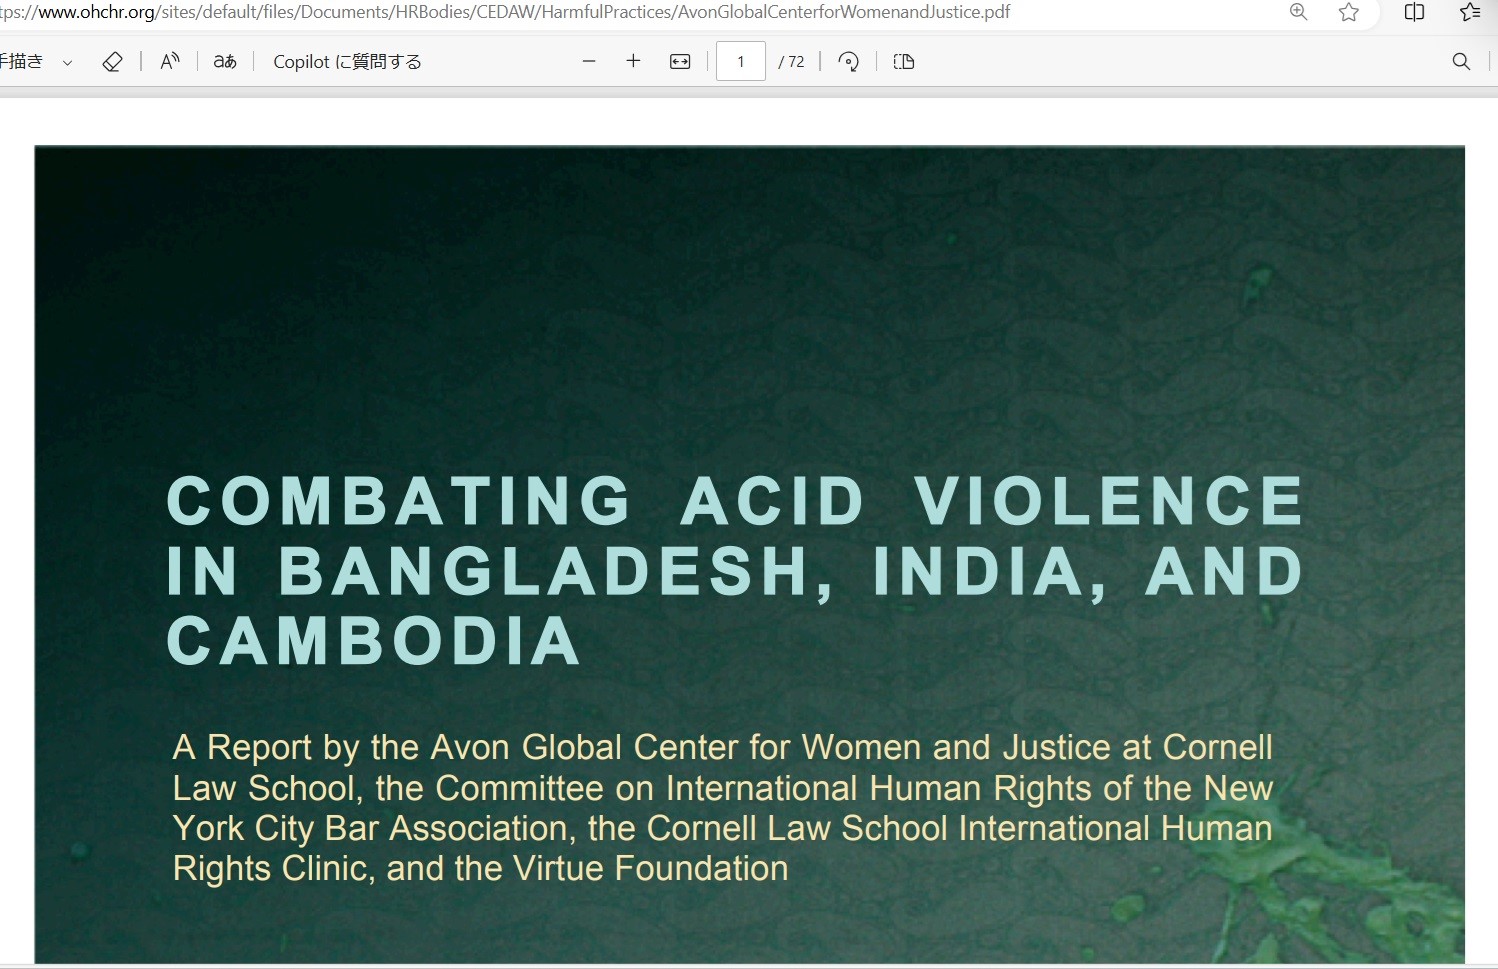 tps://www.ohchr.org/sites/default/files/Documents/HRBodies/CEDAW/HarmfulPractices/AvonGlobalCenterforWomenandJustice.pdf
手描き aあ Copilot に質問する 1 / 72
COMBATING ACID VIOLENCE
IN BANGLADESH, INDIA, AND
CAMBODIA
A Report by the Avon Global Center for Women and Justice at Cornell
Law School, the Committee on International Human Rights of the New
York City Bar Association, the Cornell Law School International Human
Rights Clinic, and the Virtue Foundation